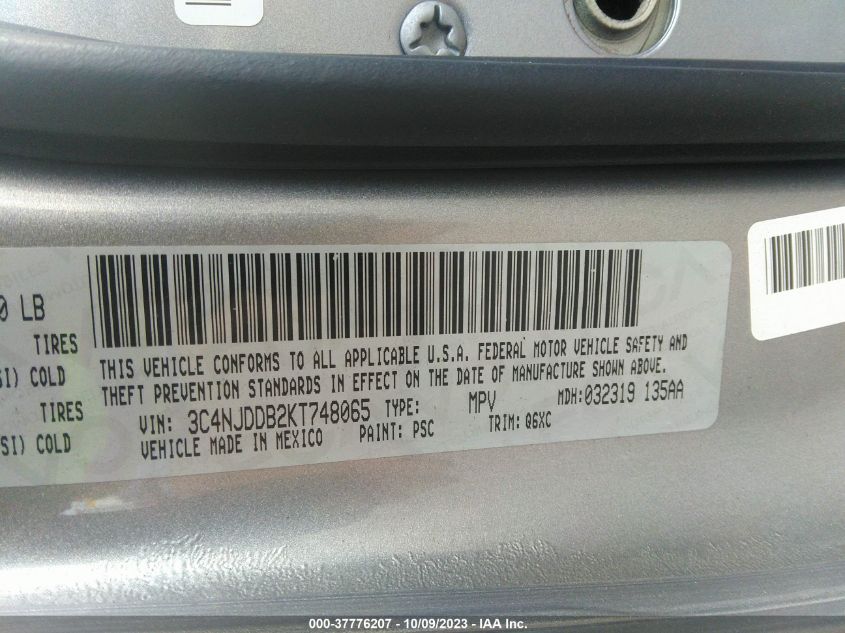 0 LB
TIRES
SI) COLD
TIRES
SI) COLD
THIS VEHICLE CONFORMS TO ALL APPLICABLE U.S.A. FEDERAL MOTOR VEHICLE SAFETY AND
THEFT PREVENTION STANDARDS IN EFFECT ON THE DATE OF MANUFACTURE SHOWN ABOVE.
VIN: 3C4NJDDB2KT748065 TYPE: MPV MDH:032319 135AA
VEHICLE MADE IN MEXICO PAINT: PSC TRIM: Q6XC
000-37776207 - 10/09/2023 - IAA Inc.